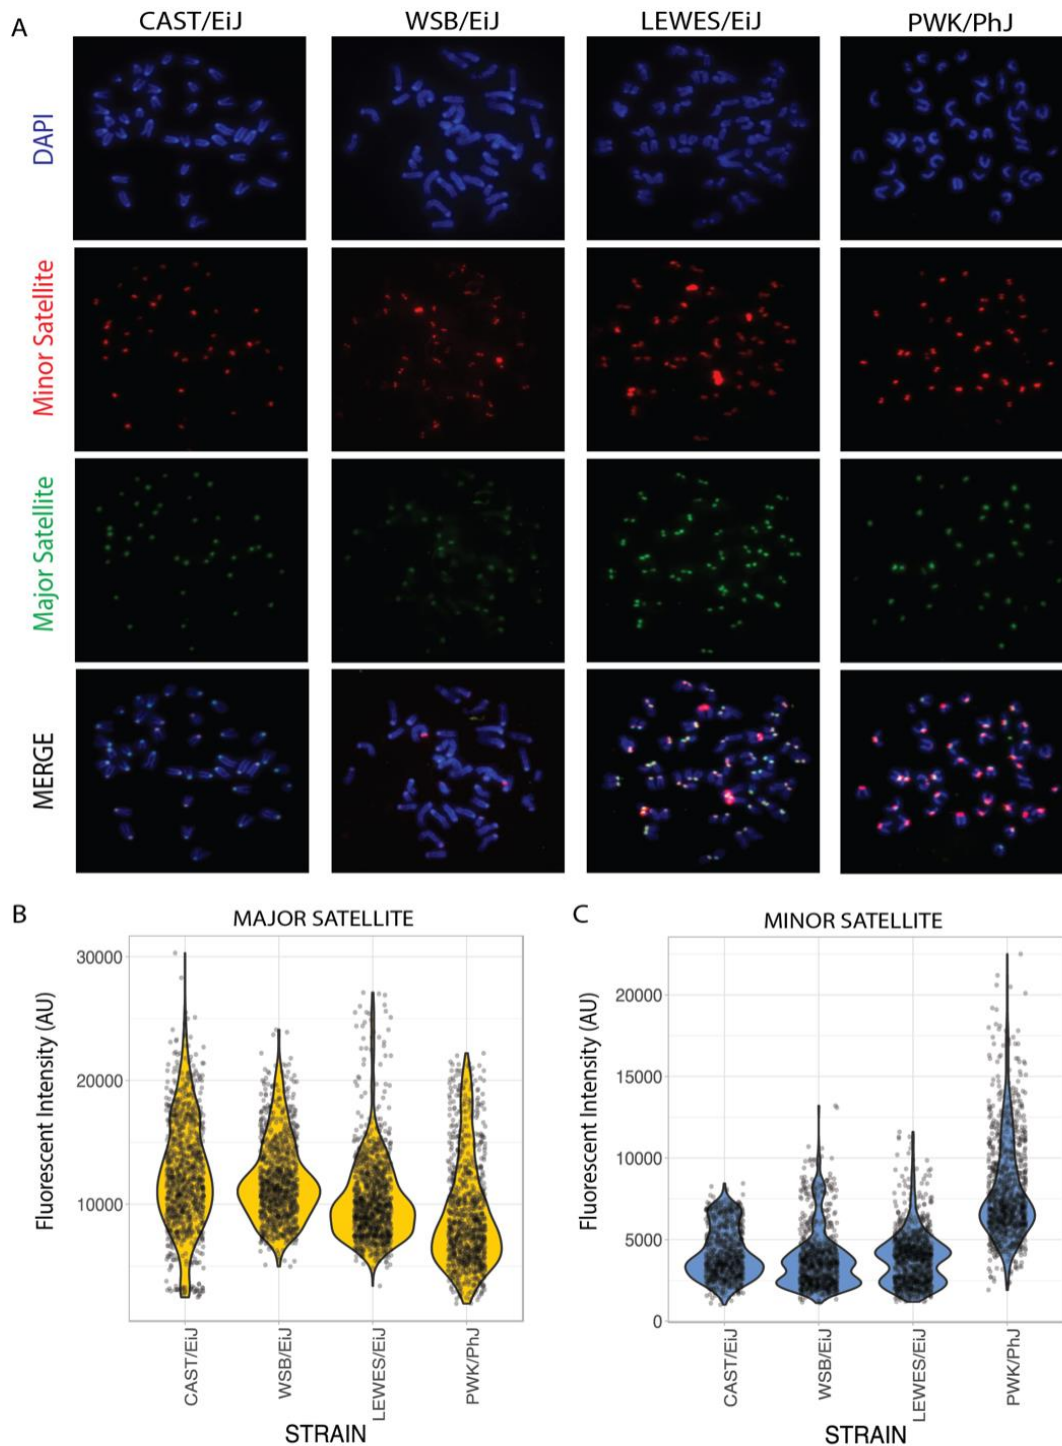 A
CAST/EiJ WSB/EiJ LEWES/EiJ PWK/PhJ
DAPI
Minor Satellite
Major Satellite
MERGE
B
MAJOR SATELLITE
Fluorescent Intensity (AU)
30000
20000
10000
CAST/EiJ
WSB/EiJ
LEWES/EiJ
PWK/PhJ
STRAIN
C
MINOR SATELLITE
Fluorescent Intensity (AU)
20000
15000
10000
5000
0
CAST/EiJ
WSB/EiJ
LEWES/EiJ
PWK/PhJ
STRAIN